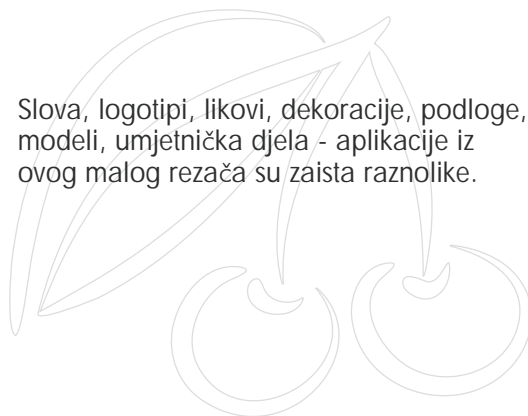 Slova, logotipi, likovi, dekoracije, podloge,
modeli, umjetnička djela - aplikacije iz
ovog malog rezača su zaista raznolike.